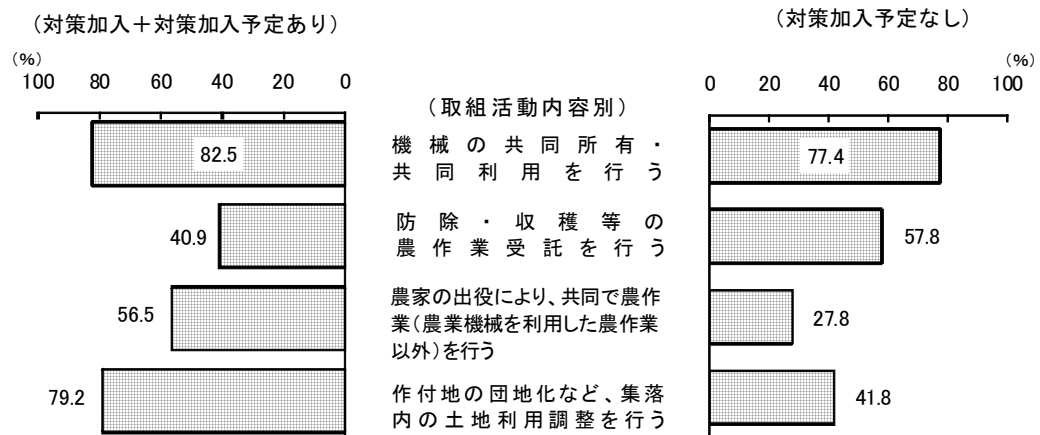 （対策加入＋対策加入予定あり）
（対策加入予定なし）
（%）
100 80 60 40 20 0
（%）
0 20 40 60 80 100
（取組活動内容別）
82.5
機械の共同所有・
共同利用を行う
77.4
40.9
防除・収穫等の
農作業受託を行う
57.8
56.5
農家の出役により、共同で農作
業（農業機械を利用した農作業
以外）を行う
27.8
79.2
作付地の団地化など、集落
内の土地利用調整を行う
41.8